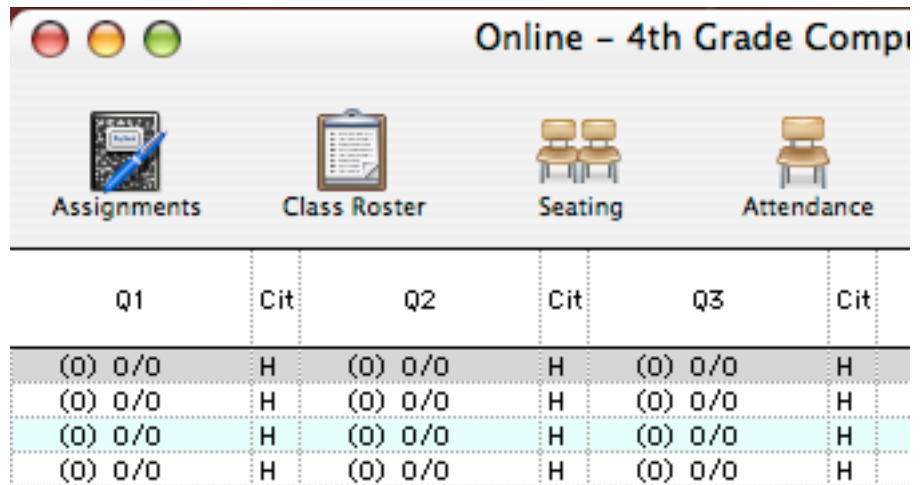 Online – 4th Grade Compu
Assignments Class Roster Seating Attendance
Q1 Cit Q2 Cit Q3 Cit
(0) 0/0 H (0) 0/0 H (0) 0/0 H
(0) 0/0 H (0) 0/0 H (0) 0/0 H
(0) 0/0 H (0) 0/0 H (0) 0/0 H
(0) 0/0 H (0) 0/0 H (0) 0/0 H